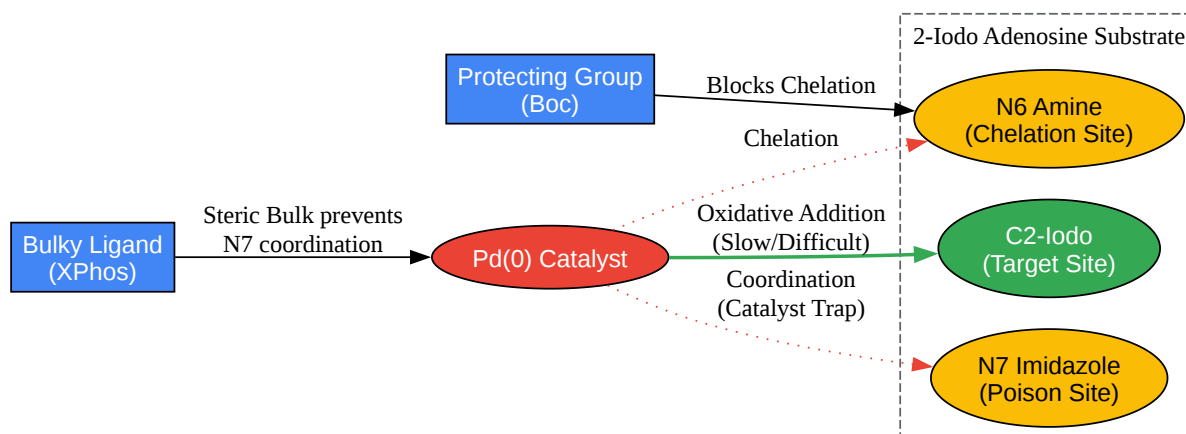 2-Iodo Adenosine Substrate
Protecting Group
(Boc)
Blocks Chelation
N6 Amine
(Chelation Site)
Chelation
Bulky Ligand
(XPhos)
Steric Bulk prevents
N7 coordination
Pd(0) Catalyst
Oxidative Addition
(Slow/Difficult)
C2-Iodo
(Target Site)
Coordination
(Catalyst Trap)
N7 Imidazole
(Poison Site)